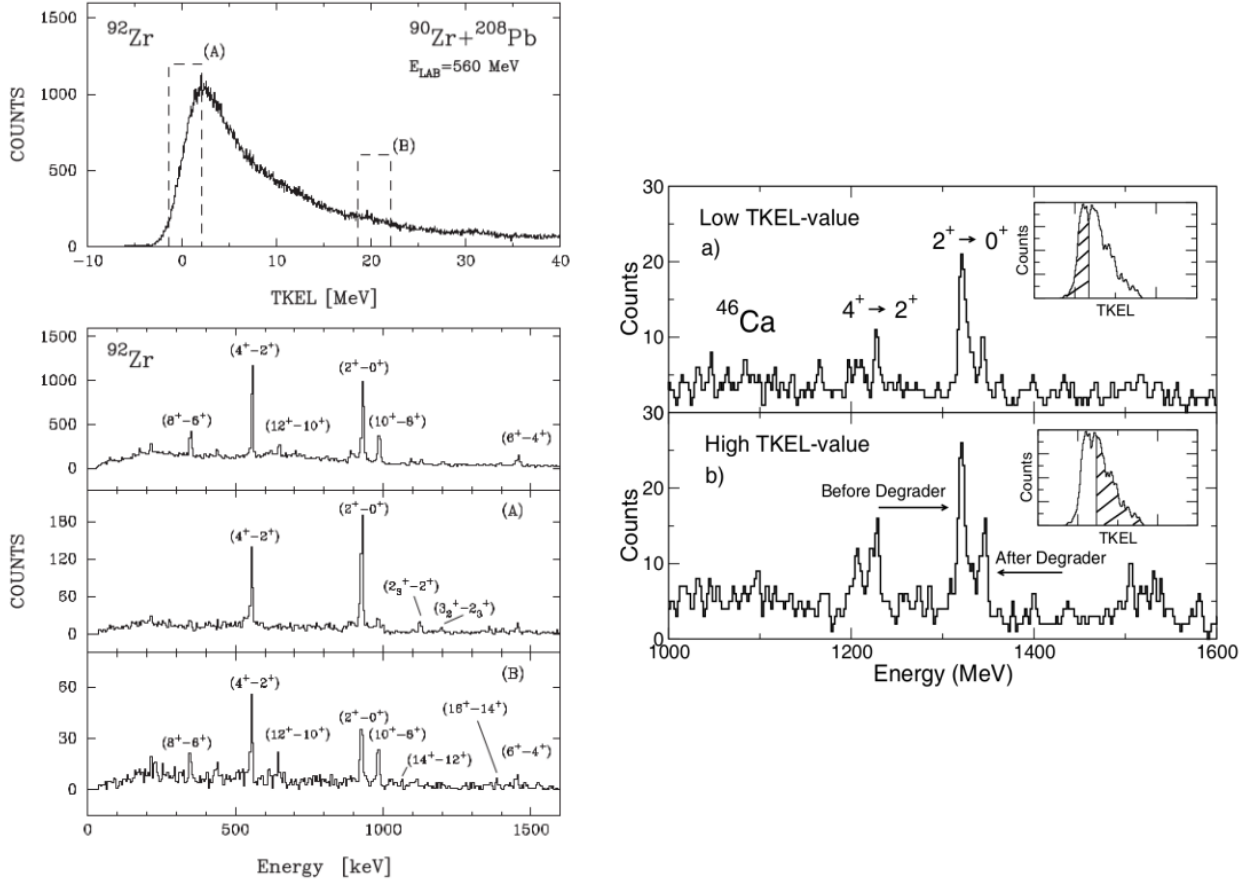 1500
1000
500
0
COUNTS
⁹²Zr
(A)
⁹⁰Zr+²⁰⁸Pb
E_LAB=560 MeV
(B)
-10 0 10 20 30 40
TKEL [MeV]
1500
1000
500
0
⁹²Zr
(4⁺-2⁺)
(2⁺-0⁺)
(8⁺-6⁺)
(12⁺-10⁺)
(10⁺-8⁺)
(6⁺-4⁺)
COUNTS
180
120
60
0
(A)
(2⁺-0⁺)
(4⁺-2⁺)
(2₃⁺-2⁺)
(3₂⁺-2₃⁺)
60
30
0
(B)
(4⁺-2⁺)
(16⁺-14⁺)
(2⁺-0⁺)
(8⁺-6⁺)
(12⁺-10⁺)
(10⁺-8⁺)
(14⁺-12⁺)
(6⁺-4⁺)
0 500 1000 1500
Energy [keV]
30
20
10
Counts
Low TKEL-value
a)
2⁺→0⁺
⁴⁶Ca
4⁺→2⁺
Counts
TKEL
30
20
10
0
Counts
High TKEL-value
b)
Before Degrader
After Degrader
Counts
TKEL
1000 1200 1400 1600
Energy (MeV)